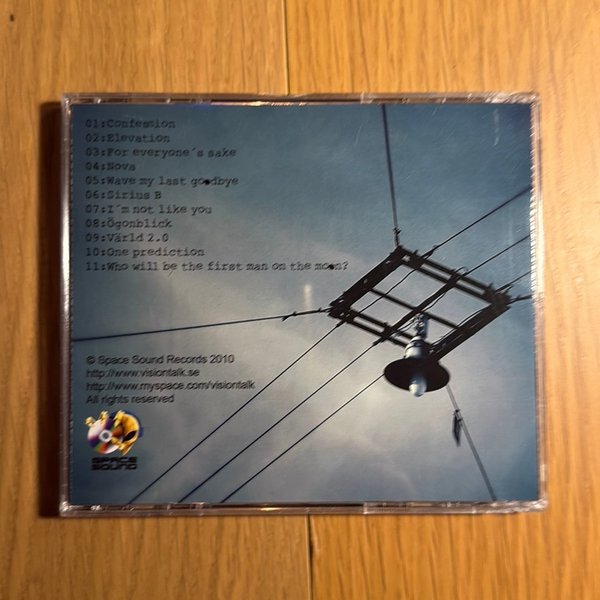 01:Confession
02:Elevation
03:For everyone´s sake
04:Nova
05:Wave my last goodbye
06:Sirius B
07:I´m not like you
08:Ögonblick
09:Värld 2.0
10:One prediction
11:Who will be the first man on the moon?
© Space Sound Records 2010
http://www.visiontalk.se
http://www.myspace.com/visiontalk
All rights reserved
SPACE
SOUND